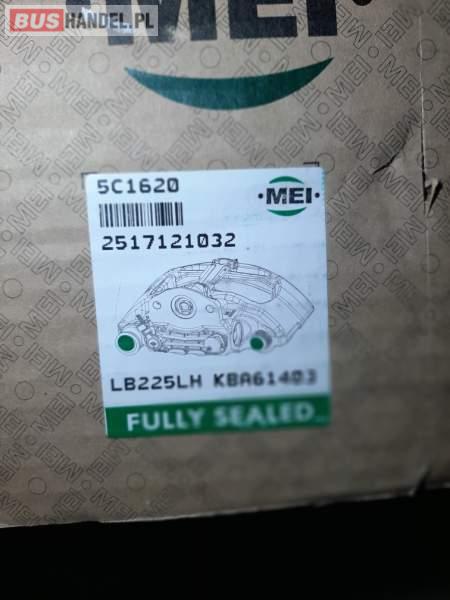 BUSHANDEL.PL
MEI
5C1620
·MEI·
2517121032
LB225LH KBA61403
FULLY SEALED